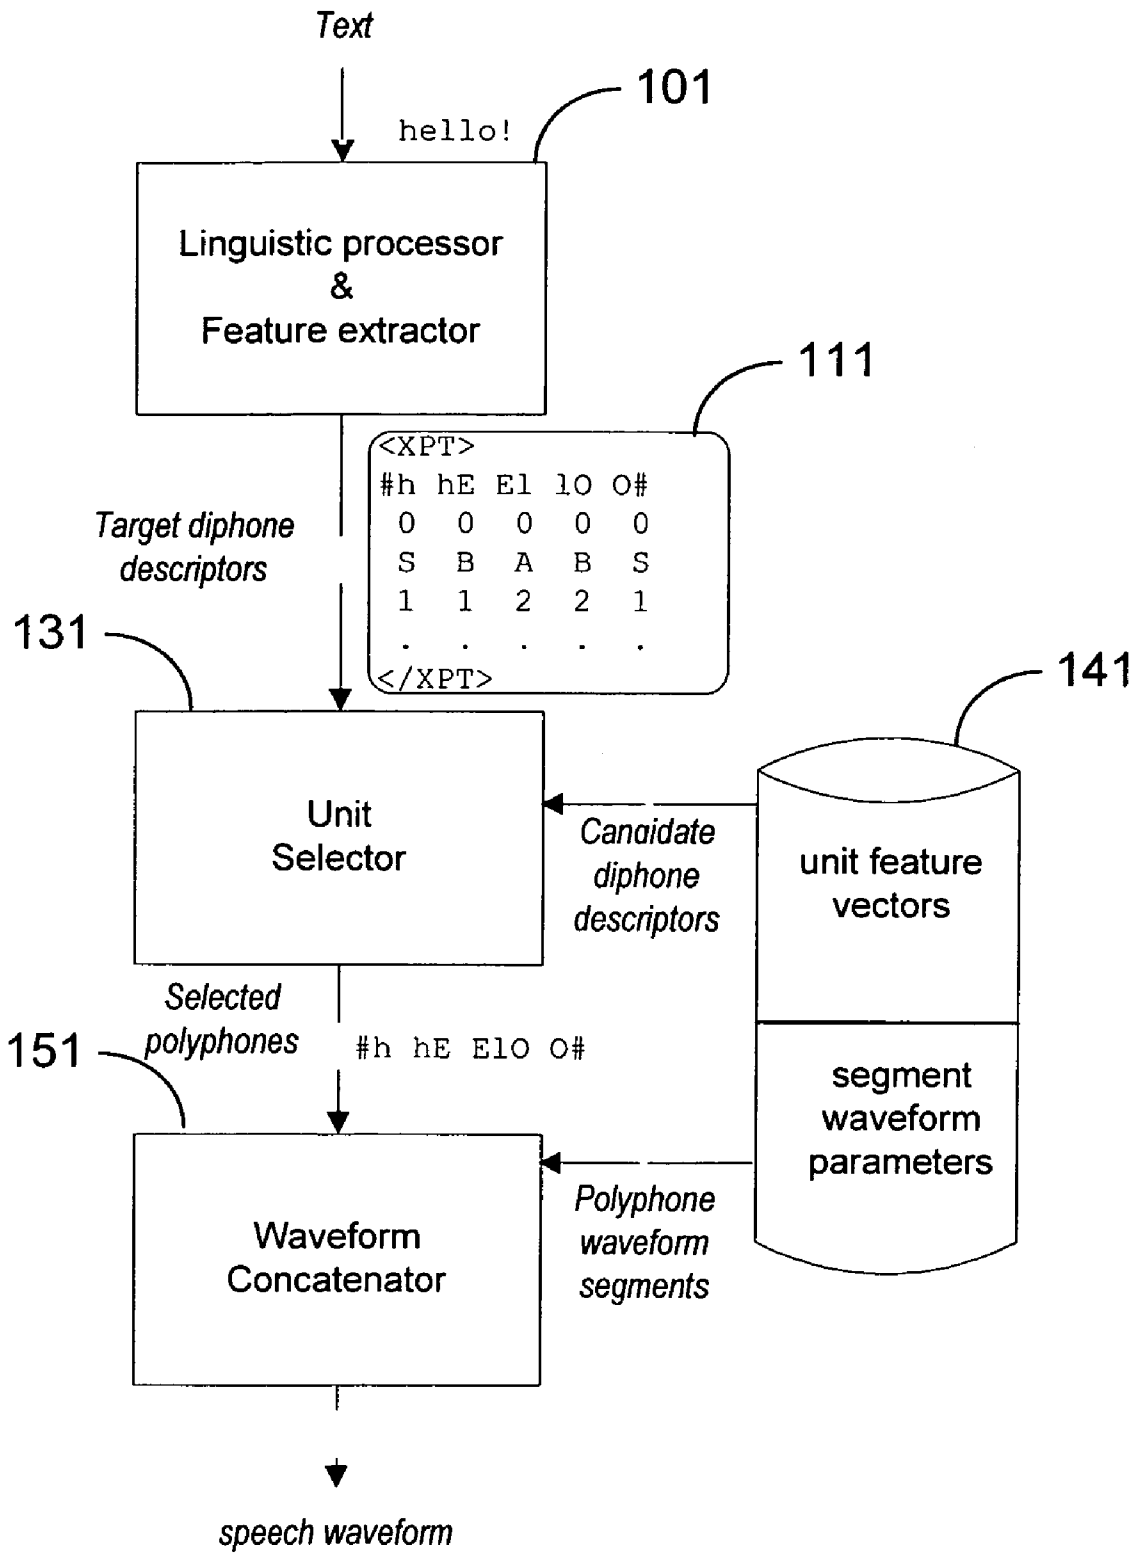 Text
101
hello!
Linguistic processor
&
Feature extractor
111
<XPT>
#h hE El lO O#
0 0 0 0 0
S B A B S
1 1 2 2 1
. . . . .
</XPT>
Target diphone
descriptors
131
141
Unit
Selector
Candidate
diphone
descriptors
unit feature
vectors
Selected
polyphones
#h hE ElO O#
151
segment
waveform
parameters
Waveform
Concatenator
Polyphone
waveform
segments
speech waveform